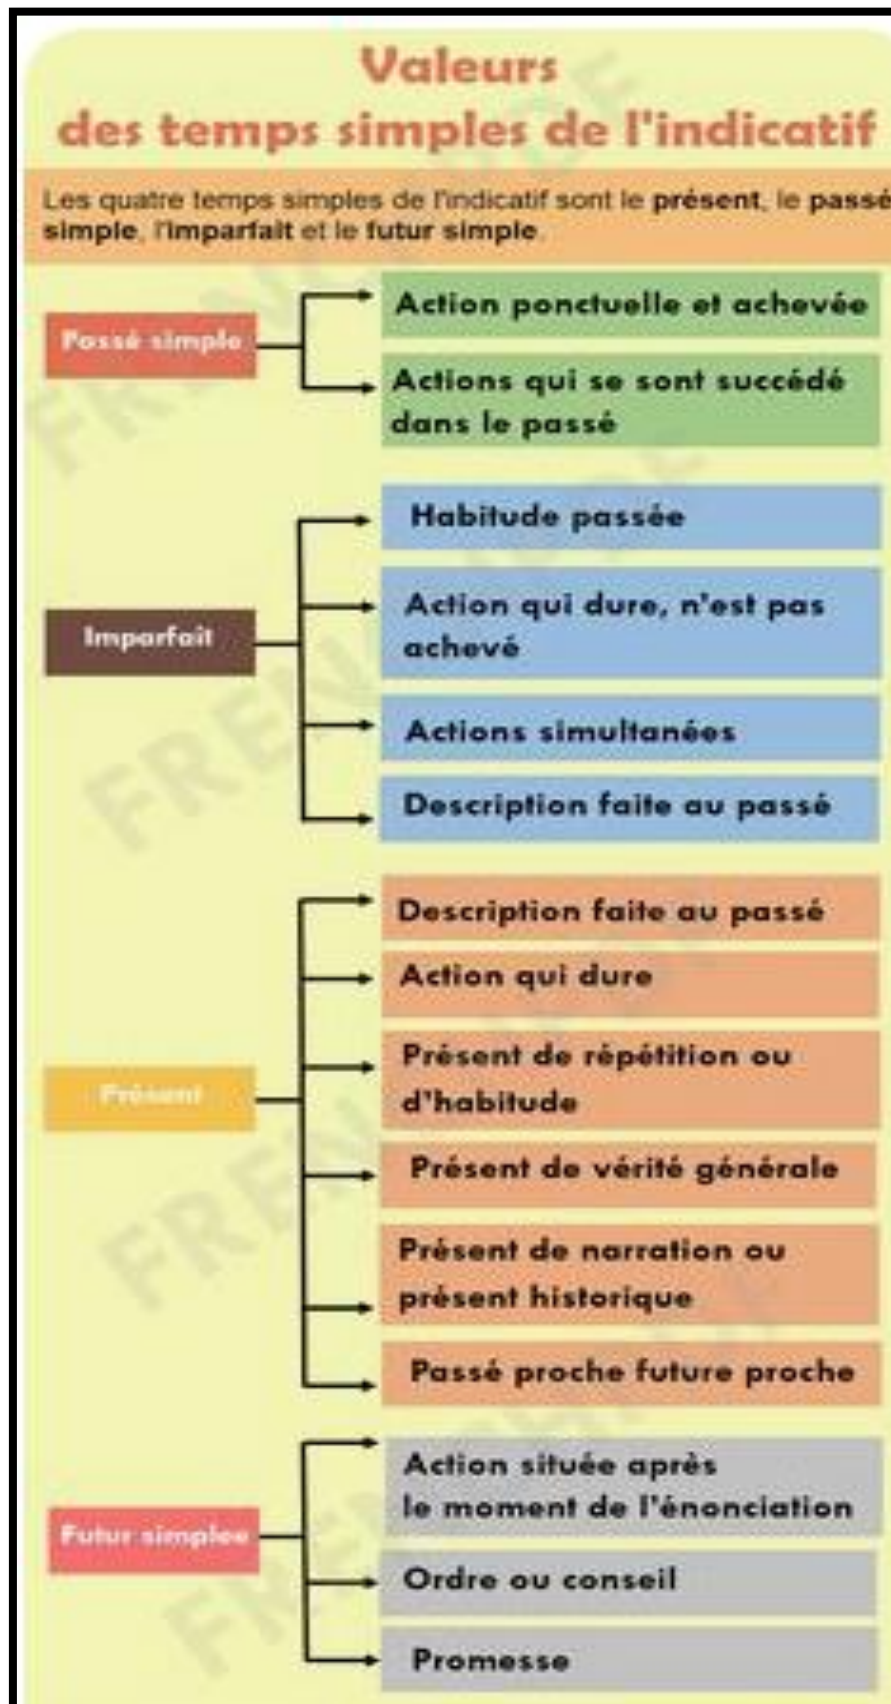 Valeurs
des temps simples de l'indicatif
Les quatre temps simples de l'indicatif sont le présent, le passé
simple, l'imparfait et le futur simple.
Passé simple
Action ponctuelle et achevée
Actions qui se sont succédé
dans le passé
Imparfait
Habitude passée
Action qui dure, n'est pas
achevé
Actions simultanées
Description faite au passé
Présent
Description faite au passé
Action qui dure
Présent de répétition ou
d'habitude
Présent de vérité générale
Présent de narration ou
présent historique
Passé proche future proche
Futur simplee
Action située après
le moment de l'énonciation
Ordre ou conseil
Promesse